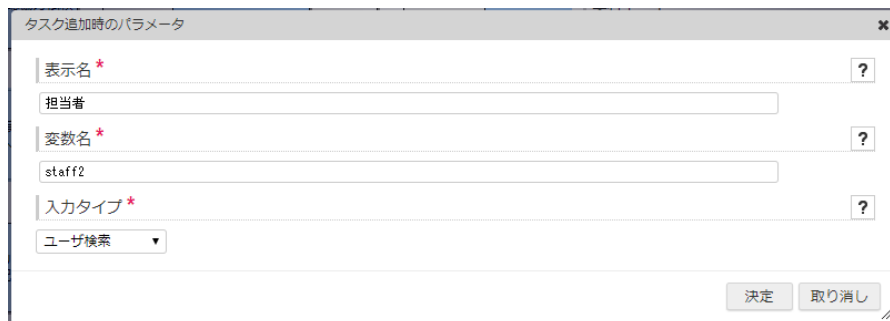 タスク追加時のパラメータ
表示名 *
?
担当者
変数名 *
?
staff2
入力タイプ *
?
ユーザ検索
決定 取り消し